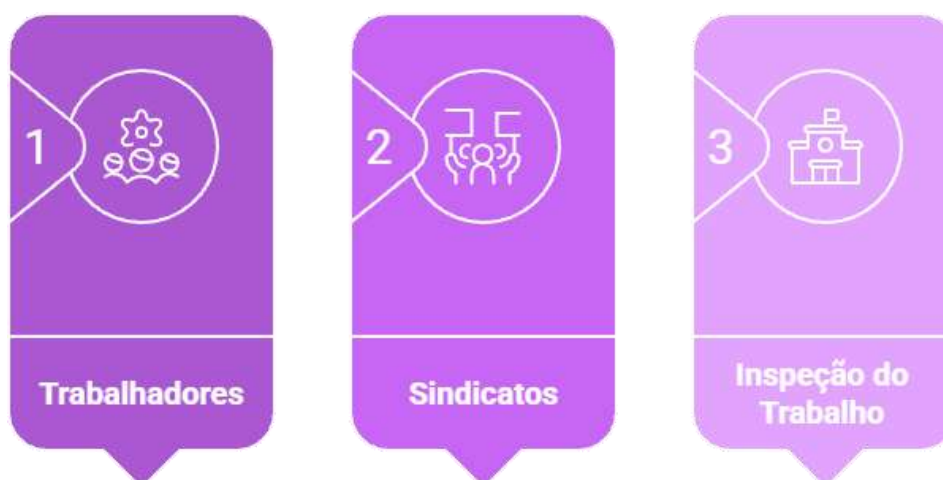 1
Trabalhadores
2
Sindicatos
3
Inspeção do
Trabalho